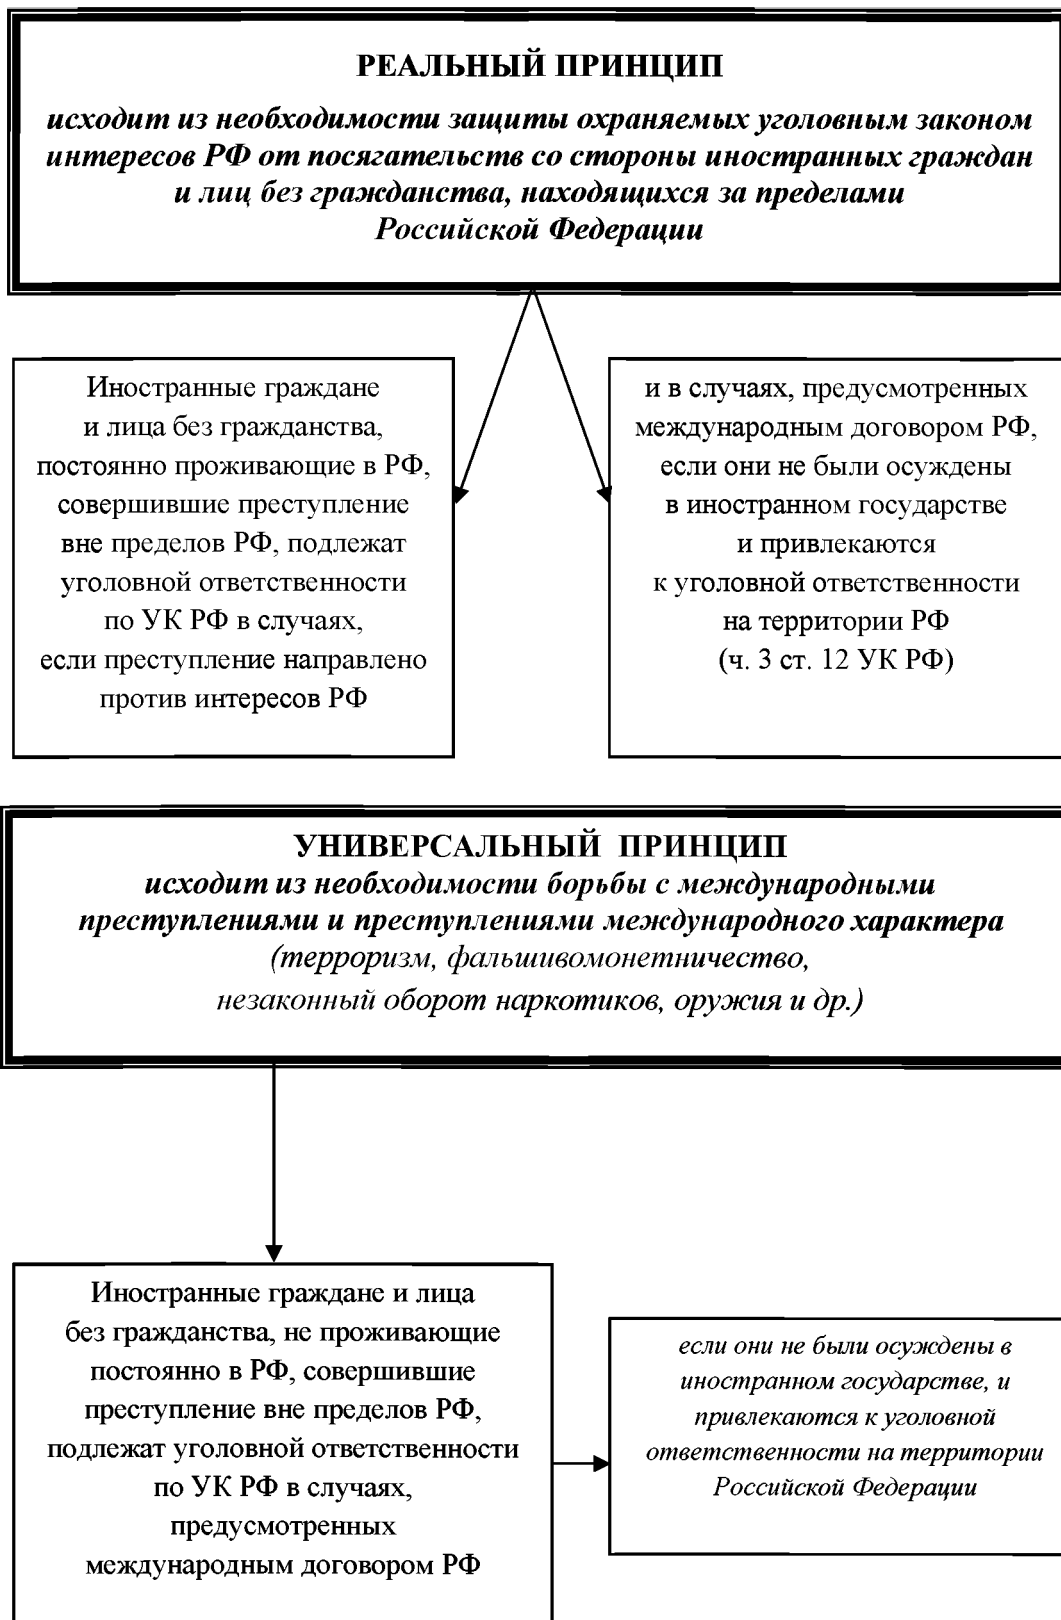 РЕАЛЬНЫЙ ПРИНЦИП
исходит из необходимости защиты охраняемых уголовным законом
интересов РФ от посягательств со стороны иностранных граждан
и лиц без гражданства, находящихся за пределами
Российской Федерации
Иностранные граждане
и лица без гражданства,
постоянно проживающие в РФ,
совершившие преступление
вне пределов РФ, подлежат
уголовной ответственности
по УК РФ в случаях,
если преступление направлено
против интересов РФ
и в случаях, предусмотренных
международным договором РФ,
если они не были осуждены
в иностранном государстве
и привлекаются
к уголовной ответственности
на территории РФ
(ч. 3 ст. 12 УК РФ)
УНИВЕРСАЛЬНЫЙ ПРИНЦИП
исходит из необходимости борьбы с международными
преступлениями и преступлениями международного характера
(терроризм, фальшивомонетничество,
незаконный оборот наркотиков, оружия и др.)
Иностранные граждане и лица
без гражданства, не проживающие
постоянно в РФ, совершившие
преступление вне пределов РФ,
подлежат уголовной ответственности
по УК РФ в случаях,
предусмотренных
международным договором РФ
если они не были осуждены в
иностранном государстве, и
привлекаются к уголовной
ответственности на территории
Российской Федерации